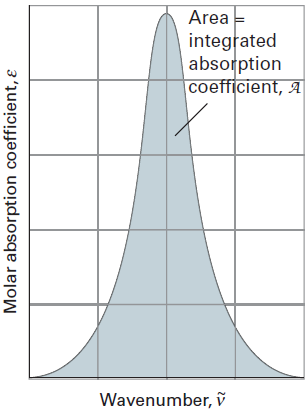 Area =
integrated
absorption
coefficient, 𝒜
Molar absorption coefficient, ε
Wavenumber, ṽ